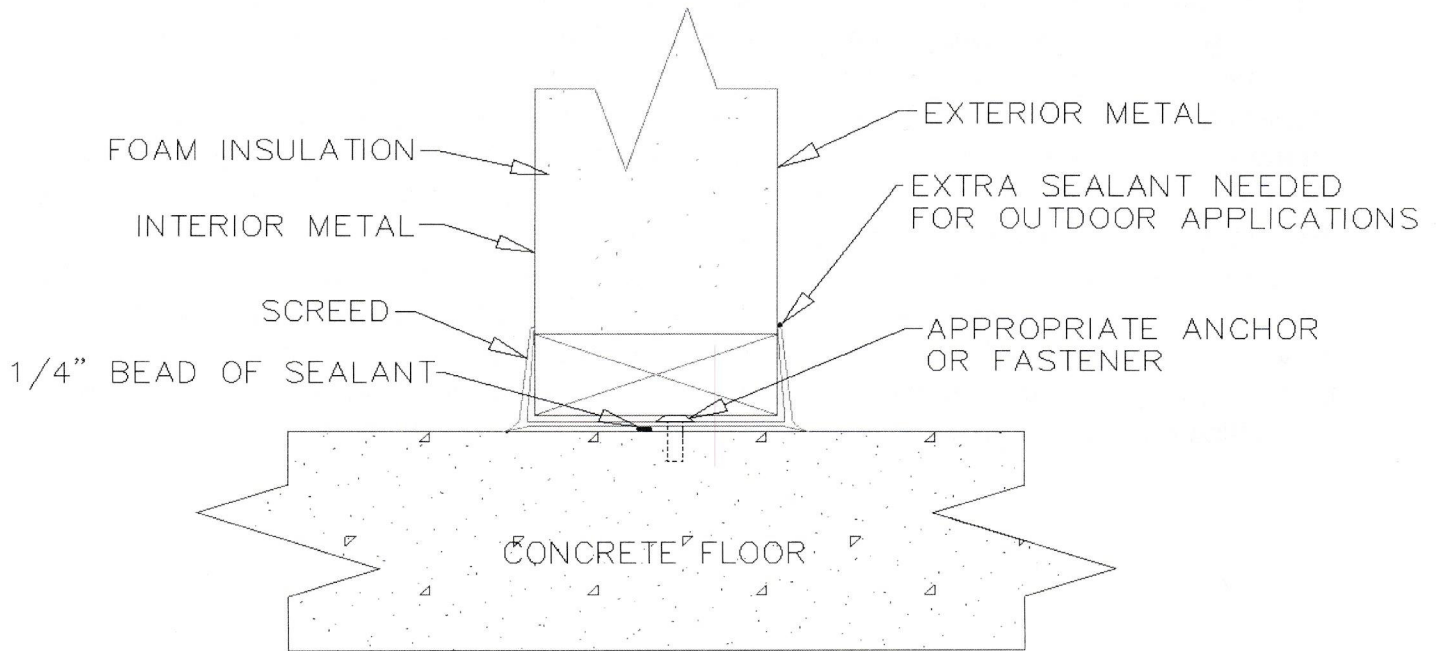 FOAM INSULATION
INTERIOR METAL
SCREED
1/4" BEAD OF SEALANT
EXTERIOR METAL
EXTRA SEALANT NEEDED
FOR OUTDOOR APPLICATIONS
APPROPRIATE ANCHOR
OR FASTENER
CONCRETE FLOOR